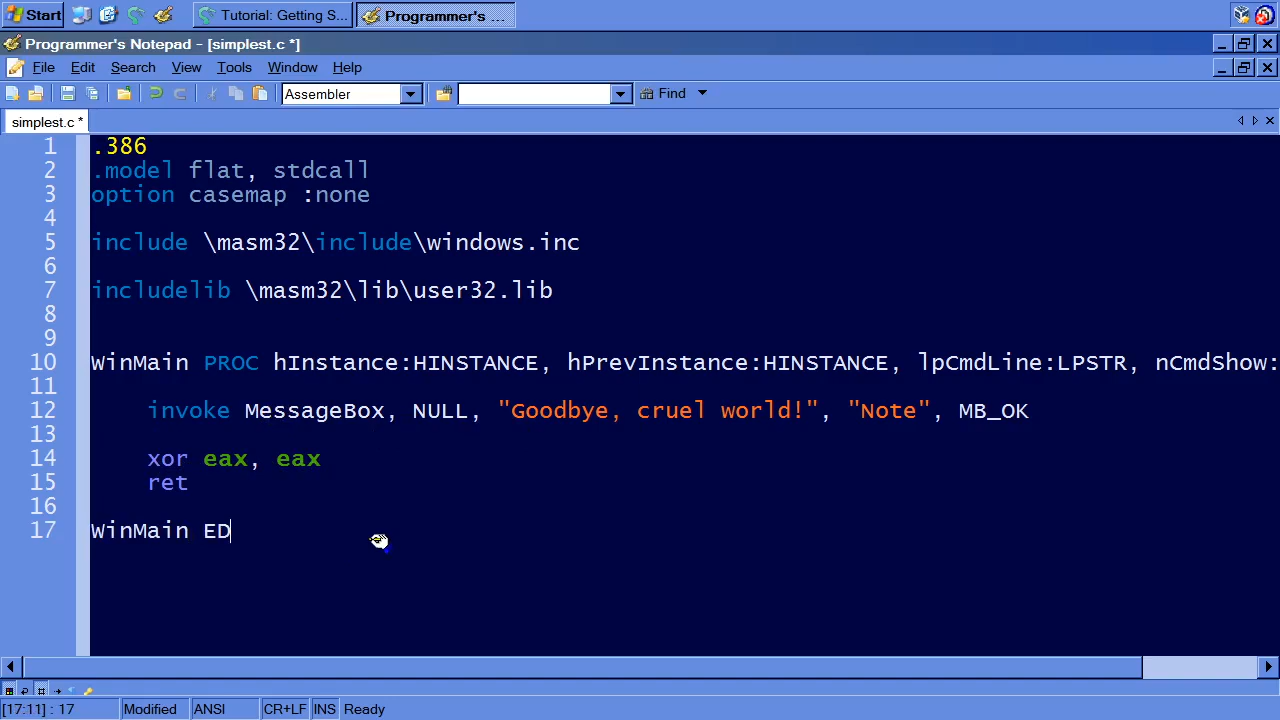 Start Tutorial: Getting S... Programmer's ...
Programmer's Notepad - [simplest.c *]
File Edit Search View Tools Window Help
Assembler Find
simplest.c *
1 .386
2 .model flat, stdcall
3 option casemap :none
4
5 include \masm32\include\windows.inc
6
7 includelib \masm32\lib\user32.lib
8
9
10 WinMain PROC hInstance:HINSTANCE, hPrevInstance:HINSTANCE, lpCmdLine:LPSTR, nCmdShow:
11
12 invoke MessageBox, NULL, "Goodbye, cruel world!", "Note", MB_OK
13
14 xor eax, eax
15 ret
16
17 WinMain ED
[17:11] : 17 Modified ANSI CR+LF INS Ready